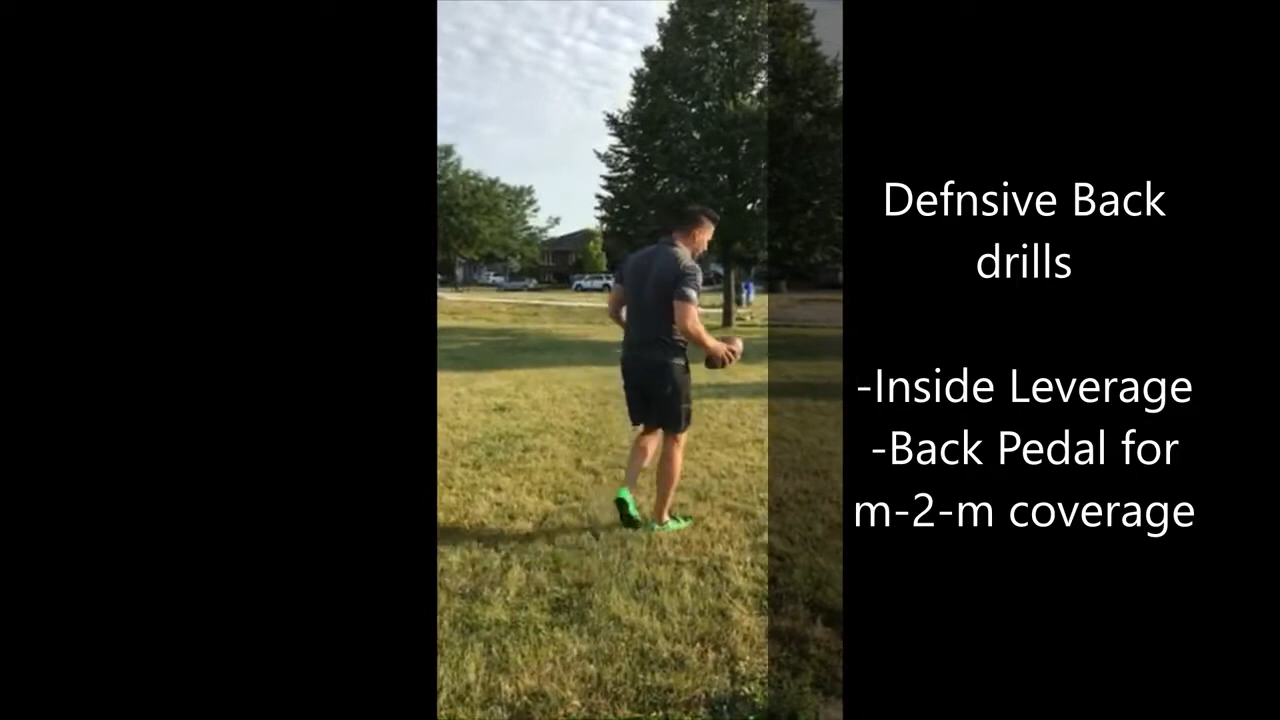 Defnsive Back
drills
-Inside Leverage
-Back Pedal for
m-2-m coverage